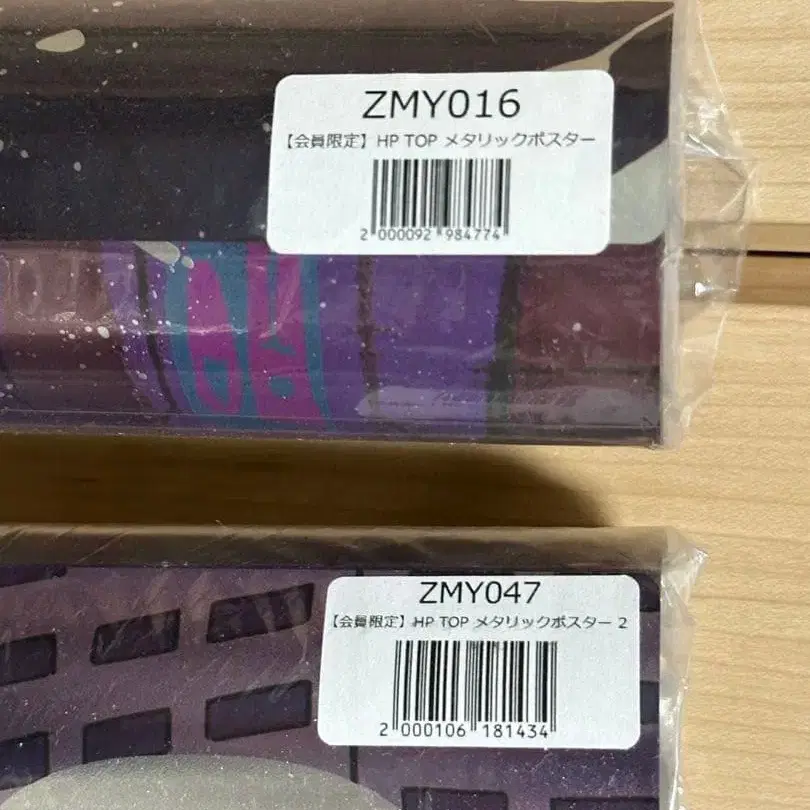 ZMY016
【会員限定】HP TOP メタリックポスター
2 000092 984774
ZMY047
【会員限定】HP TOP メタリックポスター 2
2 000106 181434